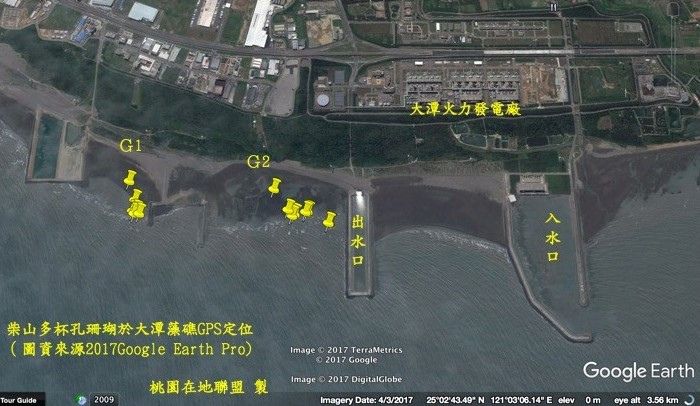 大潭火力發電廠
G1
G2
出水口
入水口
柴山多杯孔珊瑚於大潭藻礁GPS定位
(圖資來源2017Google Earth Pro)
桃園在地聯盟 製
Image © 2017 TerraMetrics
© 2017 Google
Image © 2017 DigitalGlobe
Google Earth
Tour Guide
2009
Imagery Date: 4/3/2017 25°02'43.49" N 121°03'06.14" E elev 0 m eye alt 3.56 km